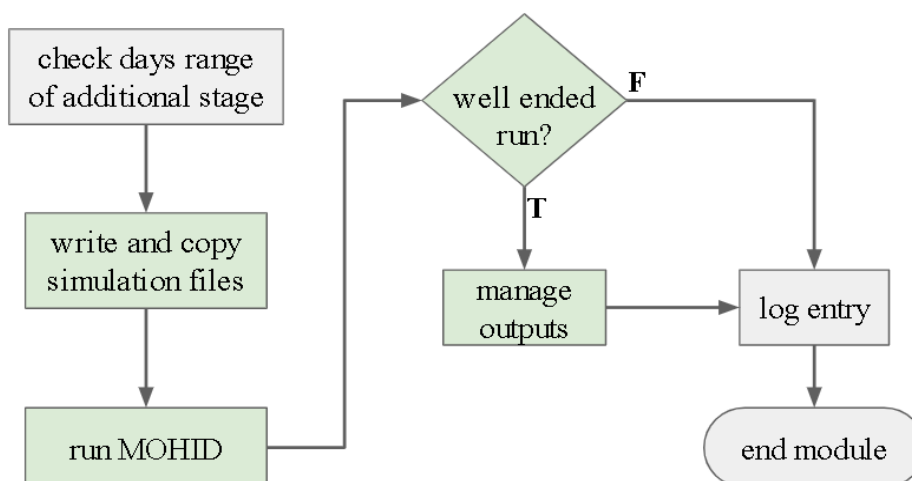 check days range
of additional stage
write and copy
simulation files
run MOHID
well ended
run?
F
T
manage
outputs
log entry
end module